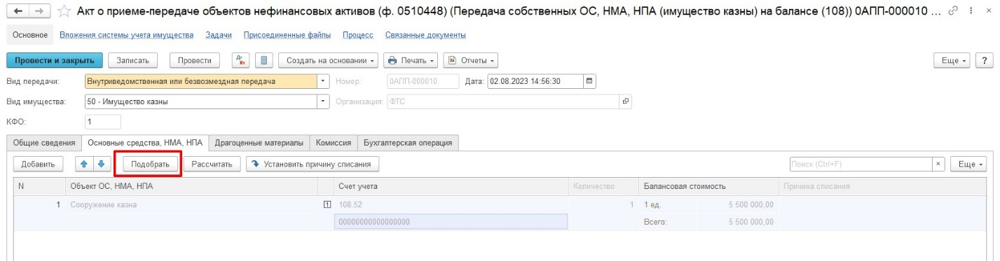 Акт о приеме-передаче объектов нефинансовых активов (ф. 0510448) (Передача собственных ОС, НМА, НПА (имущество казны) на балансе (108)) 0АПП-000010 ...
Основное Вложения системы учета имущества Задачи Присоединенные файлы Процесс Связанные документы
Провести и закрыть Записать Провести Дт Кт Создать на основании Печать Отчеты Еще ?
Вид передачи: Внутриведомственная или безвозмездная передача Номер: 0АПП-000010 Дата: 02.08.2023 14:56:30
Вид имущества: 50 - Имущество казны Организация: ФТС
КФО: 1
Общие сведения Основные средства, НМА, НПА Драгоценные материалы Комиссия Бухгалтерская операция
Добавить Подобрать Рассчитать Установить причину списания Поиск (Ctrl+F) × Еще
N Объект ОС, НМА, НПА Счет учета Количество Балансовая стоимость Причина списания
1 Сооружение казна 1 108.52 1 1 ед. 5 500 000,00
00000000000000000 Всего: 5 500 000,00